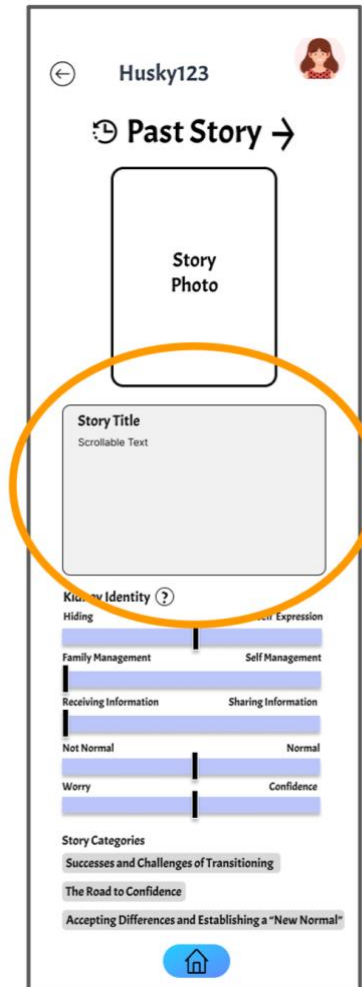 Husky123
Past Story
Story
Photo
Story Title
Scrollable Text
Kidney Identity ?
Hiding Self Expression
Family Management Self Management
Receiving Information Sharing Information
Not Normal Normal
Worry Confidence
Story Categories
Successes and Challenges of Transitioning
The Road to Confidence
Accepting Differences and Establishing a “New Normal”